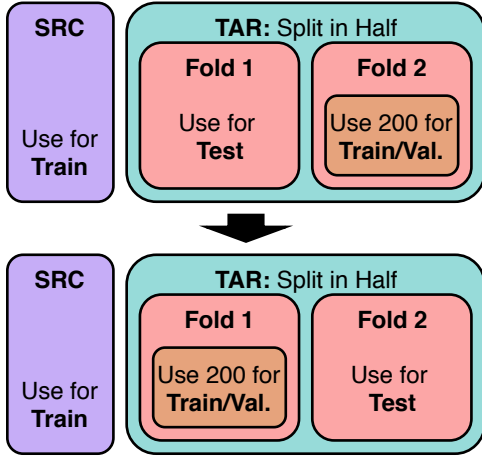 SRC
Use for
Train
TAR: Split in Half
Fold 1
Use for
Test
Fold 2
Use 200 for
Train/Val.
SRC
Use for
Train
TAR: Split in Half
Fold 1
Use 200 for
Train/Val.
Fold 2
Use for
Test